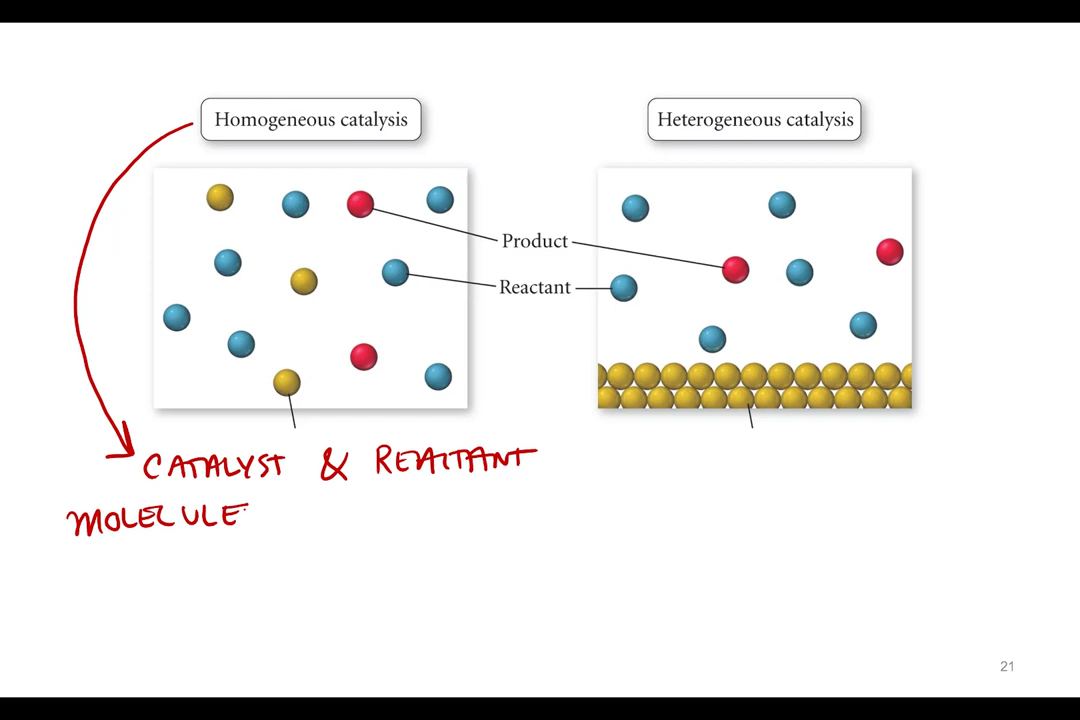 Homogeneous catalysis
Heterogeneous catalysis
Product
Reactant
CATALYST & REACTANT
MOLECULE
21